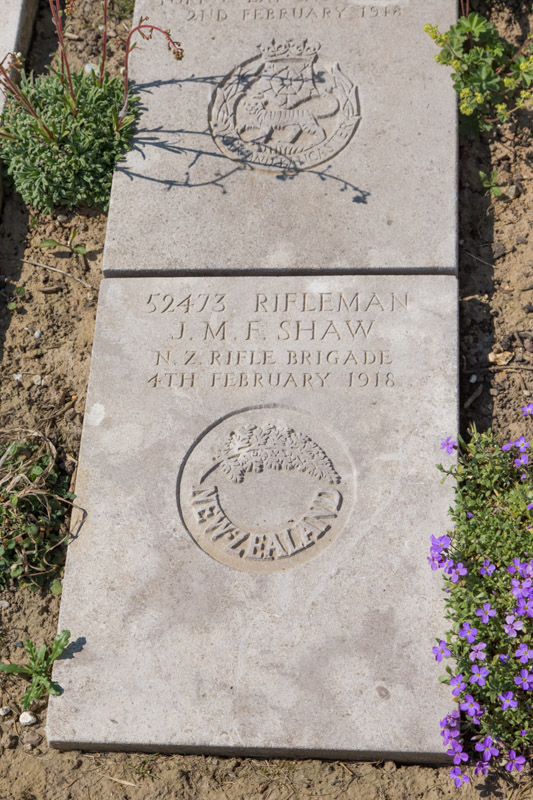 2ND FEBRUARY 1918
52473 RIFLEMAN
J. M. F. SHAW
N. Z. RIFLE BRIGADE
4TH FEBRUARY 1918
NEW ZEALAND